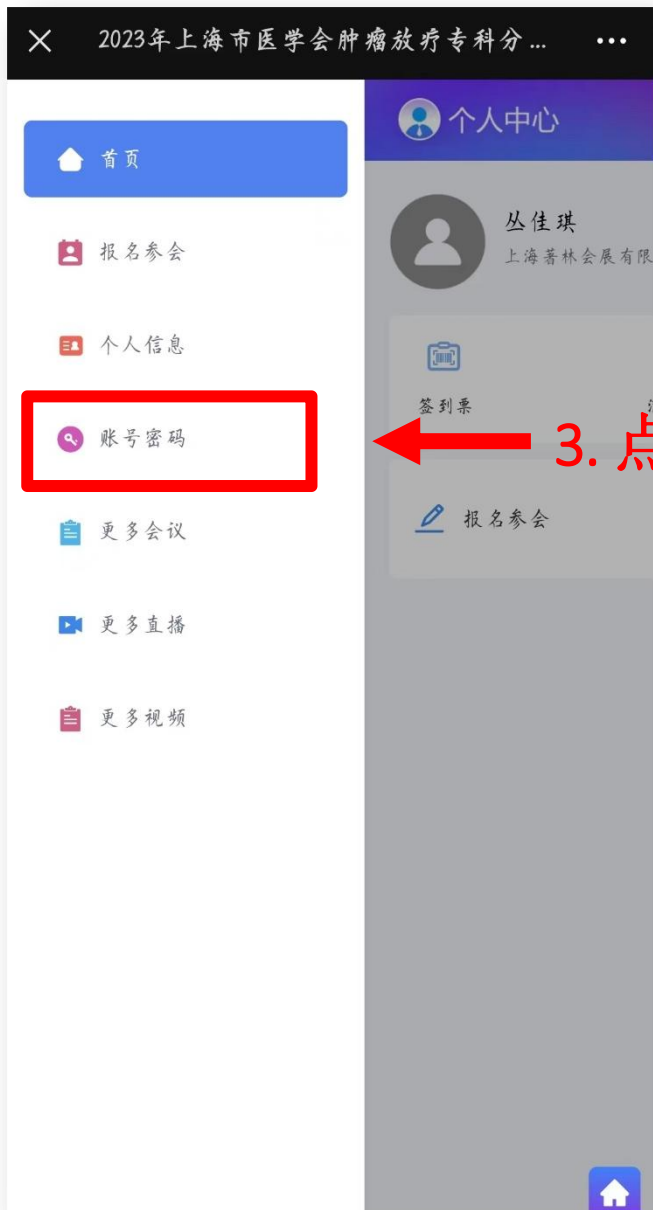 2023年上海市医学会肿瘤放疗专科分...
个人中心
首页
丛佳琪
上海著林会展有限
报名参会
个人信息
签到票
账号密码
3. 点
更多会议
报名参会
更多直播
更多视频